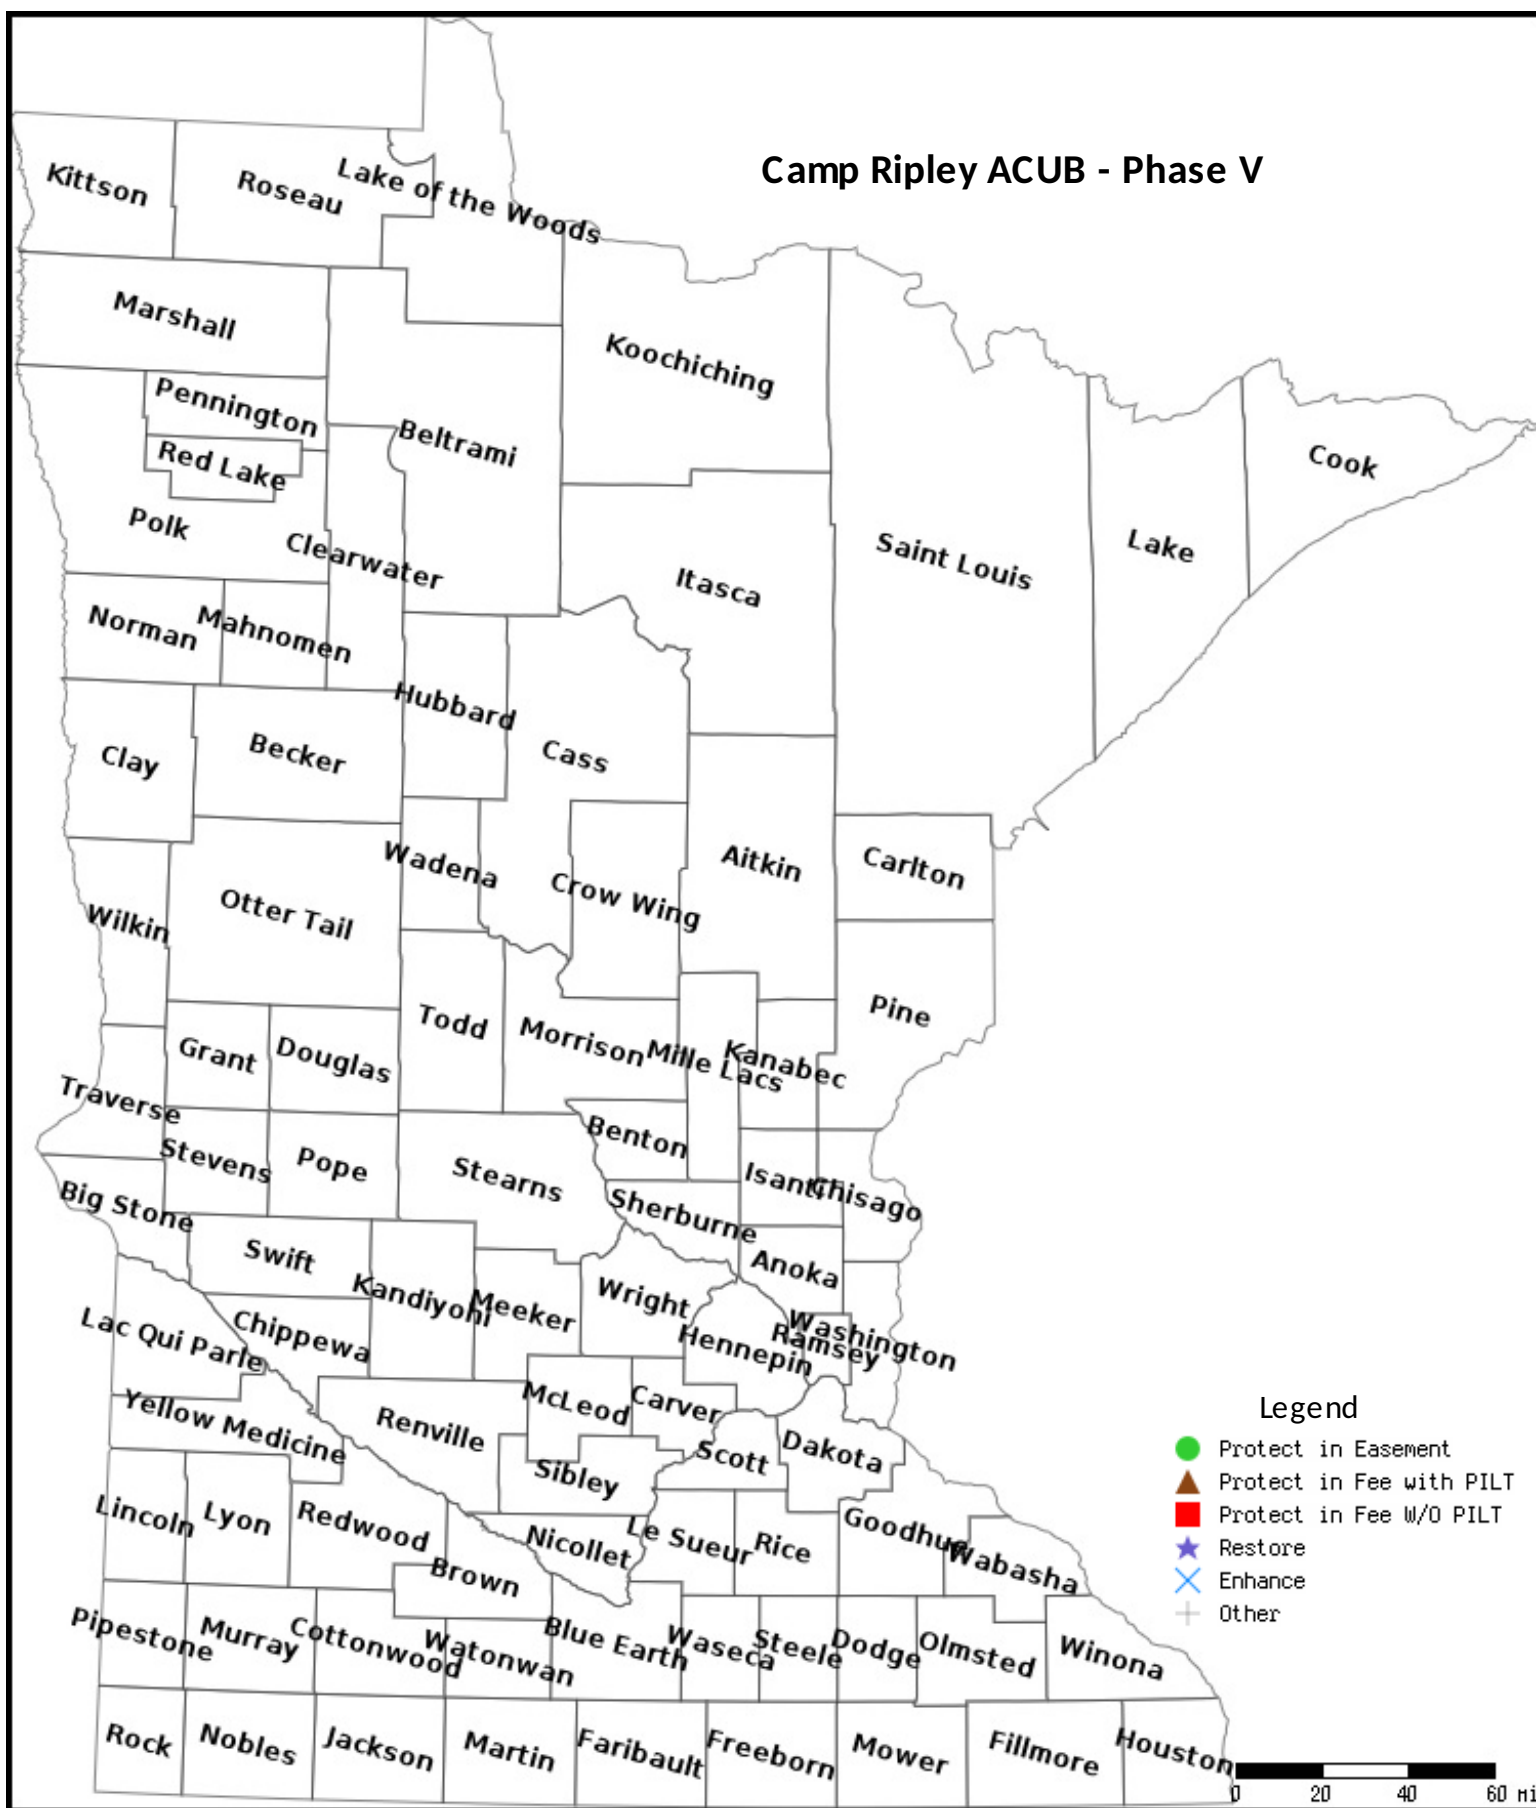 Camp Ripley ACUB - Phase V
Kittson
Roseau
Lake of the Woods
Marshall
Koochiching
Pennington
Beltrami
Red Lake
Cook
Polk
Clearwater
Saint Louis
Lake
Itasca
Norman
Mahnomen
Hubbard
Clay
Becker
Cass
Wadena
Aitkin
Carlton
Crow Wing
Wilkin
Otter Tail
Todd
Morrison
Mille Lacs
Kanabec
Pine
Grant
Douglas
Traverse
Stevens
Pope
Stearns
Benton
Isanti
Chisago
Big Stone
Sherburne
Swift
Anoka
Kandiyohi
Meeker
Wright
Lac Qui Parle
Chippewa
Hennepin
Ramsey
Washington
Yellow Medicine
Renville
McLeod
Carver
Scott
Dakota
Sibley
Lincoln
Lyon
Redwood
Nicollet
Le Sueur
Rice
Goodhue
Wabasha
Brown
Pipestone
Murray
Cottonwood
Watonwan
Blue Earth
Waseca
Steele
Dodge
Olmsted
Winona
Rock
Nobles
Jackson
Martin
Faribault
Freeborn
Mower
Fillmore
Houston
Legend
Protect in Easement
Protect in Fee with PILT
Protect in Fee W/O PILT
Restore
Enhance
Other
0 20 40 60 mi